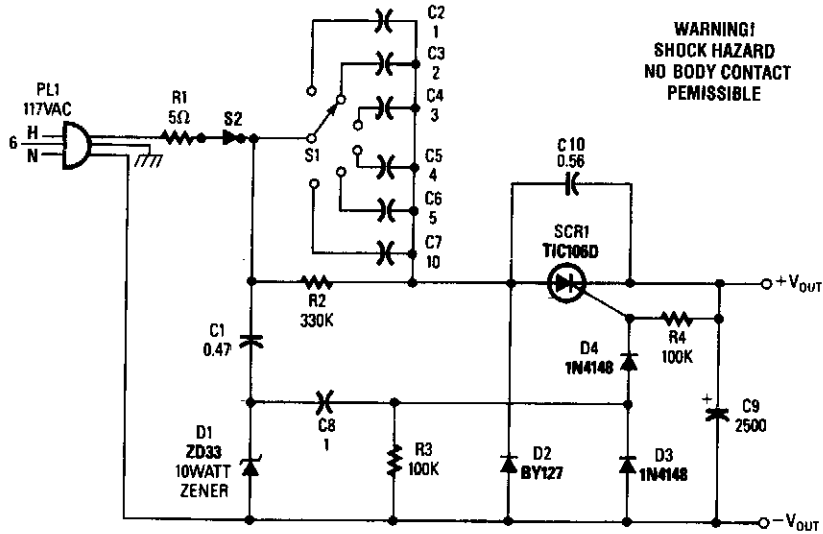 WARNING!
SHOCK HAZARD
NO BODY CONTACT
PEMISSIBLE
PL1
117VAC
H
6
N
R1
5Ω
S2
S1
C2
1
C3
2
C4
3
C5
4
C6
5
C7
10
C10
0.56
SCR1
TIC106D
+VOUT
R2
330K
C1
0.47
R4
100K
D4
1N4148
C8
1
+
C9
2500
D1
ZD33
10WATT
ZENER
R3
100K
D2
BY127
D3
1N4148
-VOUT